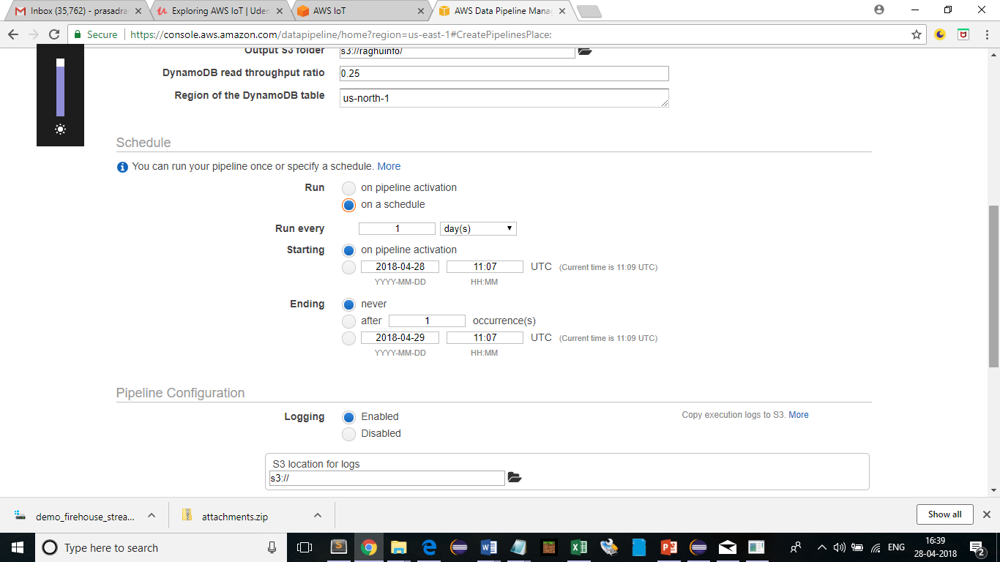 Inbox (35,762) - prasadra
Exploring AWS IoT | Uden
AWS IoT
AWS Data Pipeline Mana
Secure
https://console.aws.amazon.com/datapipeline/home?region=us-east-1#CreatePipelinesPlace:
Output S3 folder s3://raghuinfo/
DynamoDB read throughput ratio 0.25
Region of the DynamoDB table us-north-1
Schedule
You can run your pipeline once or specify a schedule. More
Run on pipeline activation
on a schedule
Run every 1 day(s)
Starting on pipeline activation
2018-04-28 11:07 UTC (Current time is 11:09 UTC)
YYYY-MM-DD HH:MM
Ending never
after 1 occurrence(s)
2018-04-29 11:07 UTC (Current time is 11:09 UTC)
YYYY-MM-DD HH:MM
Pipeline Configuration
Logging Enabled Copy execution logs to S3. More
Disabled
S3 location for logs
s3://
demo_firehouse_strea...
attachments.zip
Show all
Type here to search
ENG
16:39
28-04-2018
2